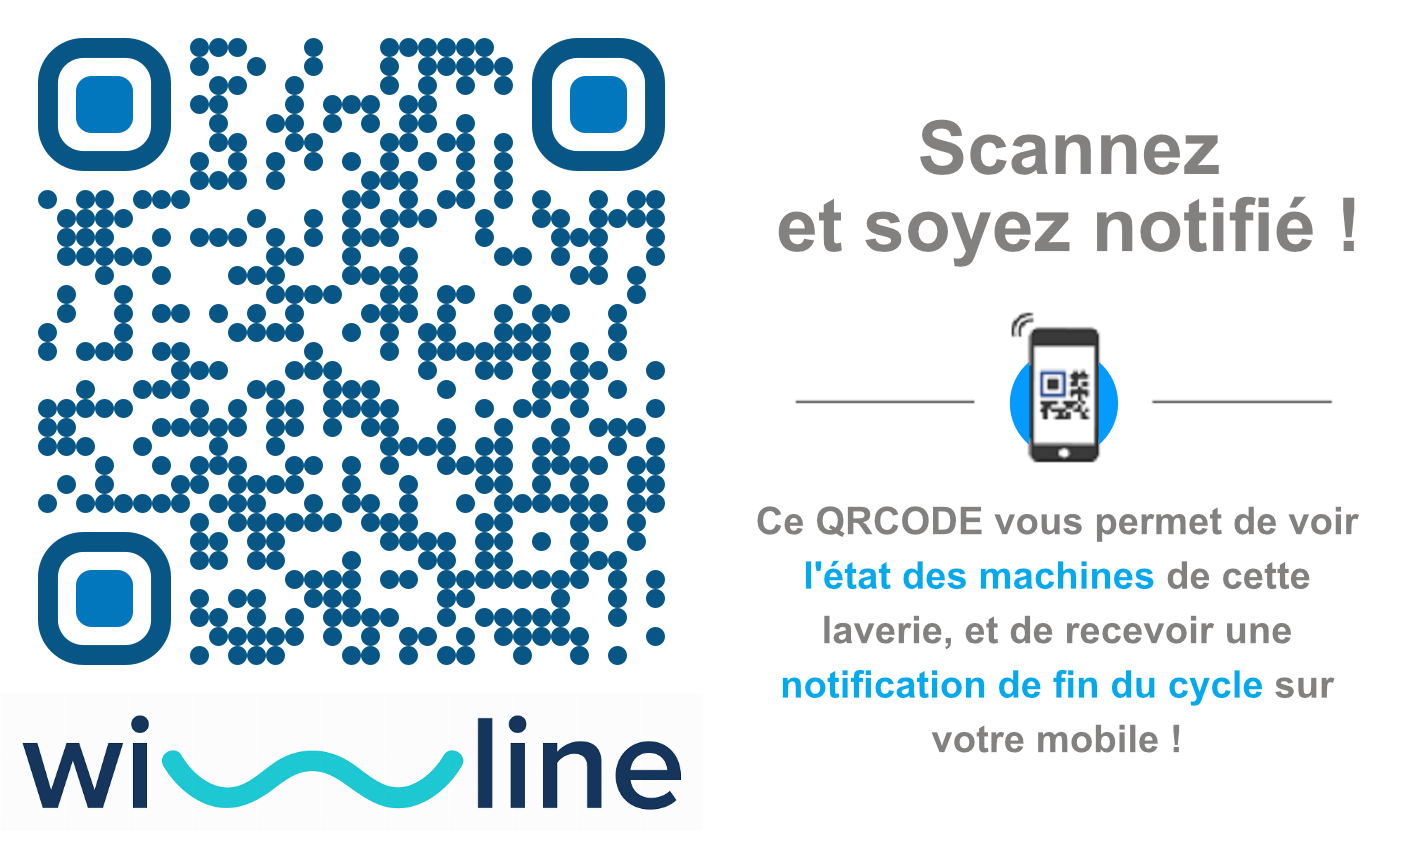 Scannez
et soyez notifié !
Ce QRCODE vous permet de voir
l'état des machines de cette
laverie, et de recevoir une
notification de fin du cycle sur
votre mobile !
wi line